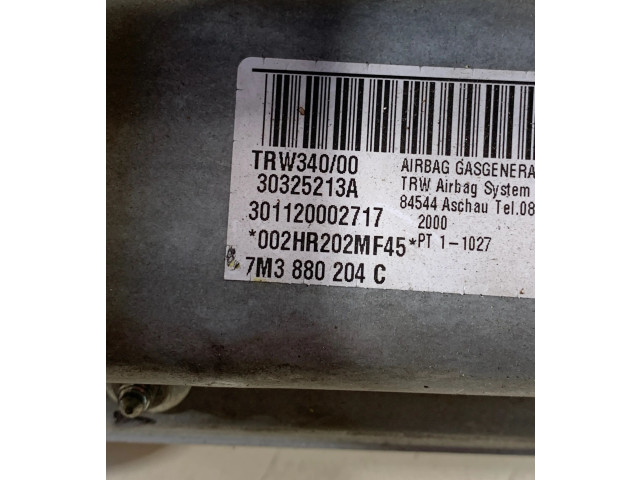 TRW340/00
30325213A
301120002717
*002HR202MF45*
7M3 880 204 C
AIRBAG GASGENERA
TRW Airbag System
84544 Aschau Tel.08
2000
PT 1-1027